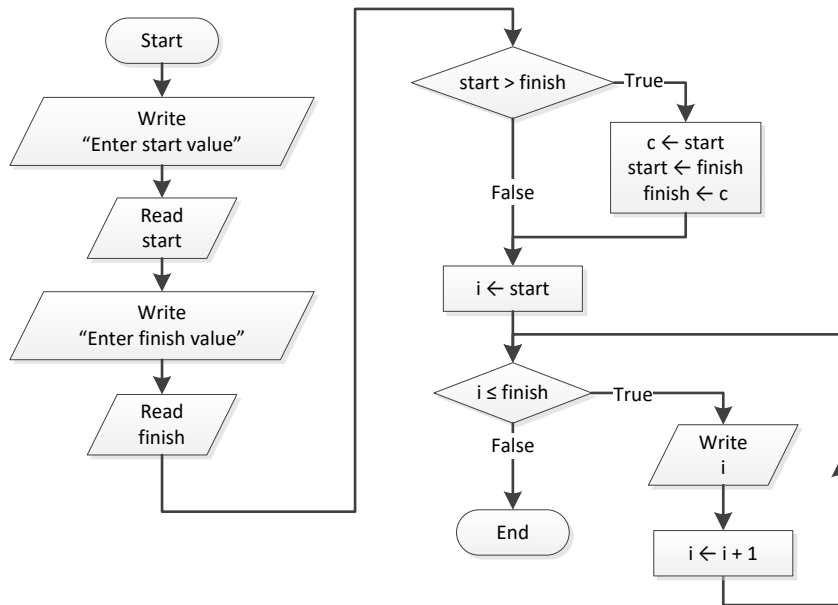 Start
Write
“Enter start value”
Read
start
Write
“Enter finish value”
Read
finish
start > finish
True
c ← start
start ← finish
finish ← c
False
i ← start
i ≤ finish
True
Write
i
i ← i + 1
False
End